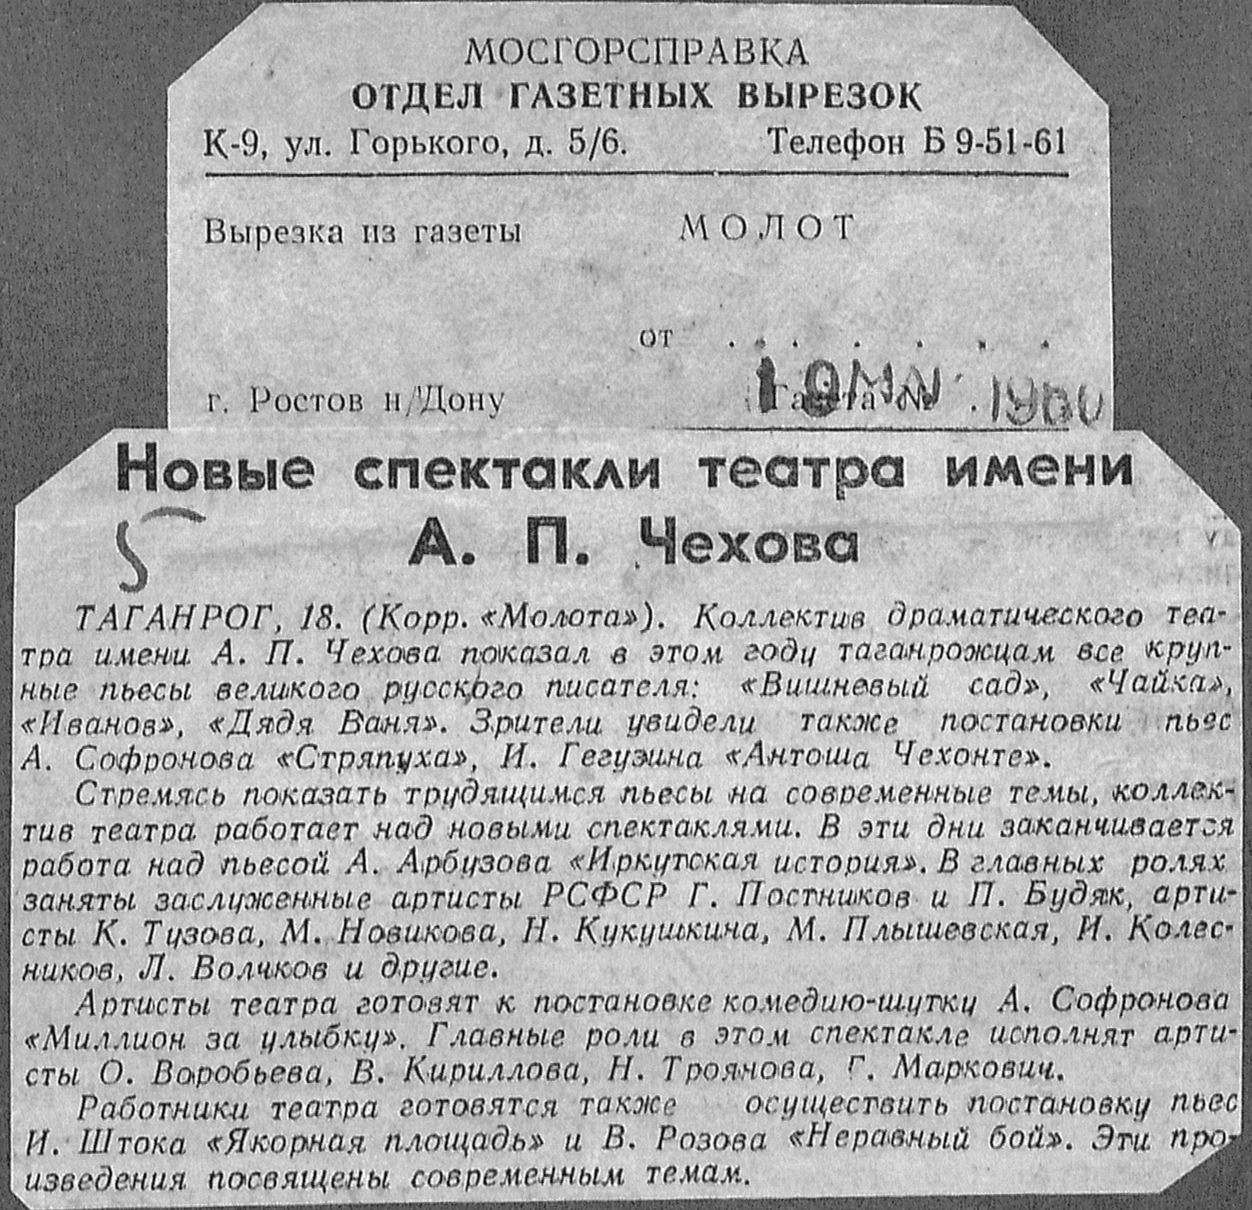 МОСГОРСПРАВКА
ОТДЕЛ ГАЗЕТНЫХ ВЫРЕЗОК
К-9, ул. Горького, д. 5/6. Телефон Б 9-51-61
Вырезка из газеты МОЛОТ
от . . . . . .
г. Ростов н/Дону Газета № . 1960
Новые спектакли театра имени
А. П. Чехова
ТАГАНРОГ, 18. (Корр. «Молота»). Коллектив драматического теа-
тра имени А. П. Чехова показал в этом году таганрожцам все круп-
ные пьесы великого русского писателя: «Вишневый сад», «Чайка»,
«Иванов», «Дядя Ваня». Зрители увидели также постановки пьес
А. Софронова «Стряпуха», И. Гегузина «Антоша Чехонте».
Стремясь показать трудящимся пьесы на современные темы, коллек-
тив театра работает над новыми спектаклями. В эти дни заканчивается
работа над пьесой А. Арбузова «Иркутская история». В главных ролях
заняты заслуженные артисты РСФСР Г. Постников и П. Будяк, арти-
сты К. Тузова, М. Новикова, Н. Кукушкина, М. Плышевская, И. Колес-
ников, Л. Волчков и другие.
Артисты театра готовят к постановке комедию-шутку А. Софронова
«Миллион за улыбку». Главные роли в этом спектакле исполнят арти-
сты О. Воробьева, В. Кириллова, Н. Троянова, Г. Маркович.
Работники театра готовятся также осуществить постановку пьес
И. Штока «Якорная площадь» и В. Розова «Неравный бой». Эти про-
изведения посвящены современным темам.